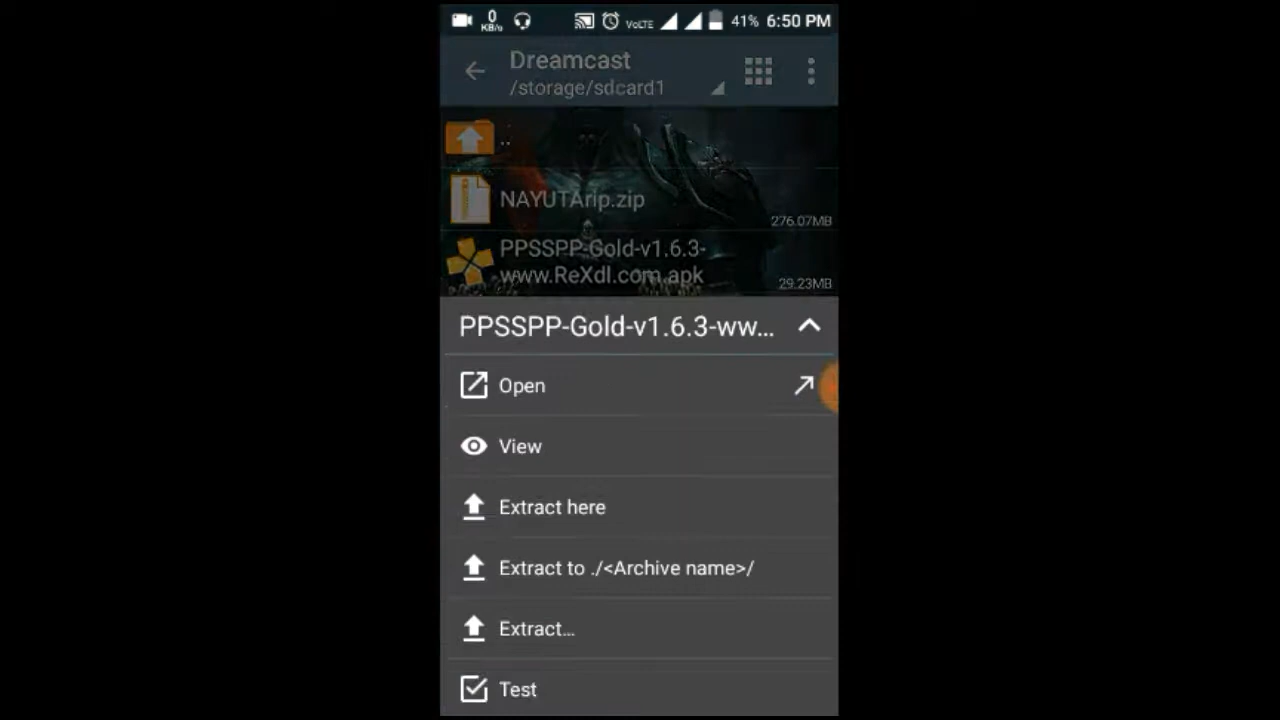 0
KB/s
VoLTE
41% 6:50 PM
Dreamcast
/storage/sdcard1
..
NAYUTArip.zip
276.07MB
PPSSPP-Gold-v1.6.3-
www.ReXdl.com.apk
29.23MB
PPSSPP-Gold-v1.6.3-ww...
Open
View
Extract here
Extract to ./<Archive name>/
Extract...
Test